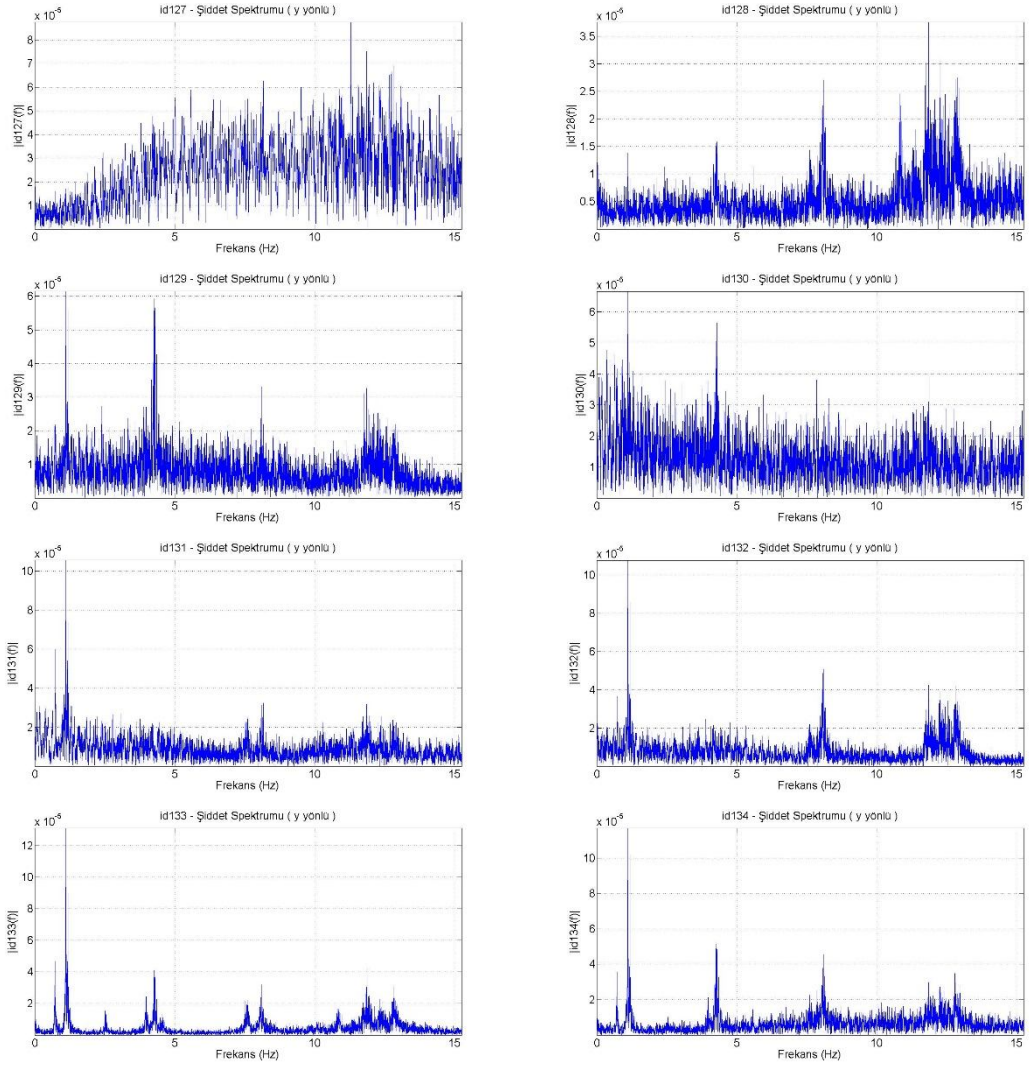 id127 - Şiddet Spektrumu ( y yönlü )
x 10⁻⁵
8
7
6
5
4
3
2
1
|id127(f)|
0 5 10 15
Frekans (Hz)
id128 - Şiddet Spektrumu ( y yönlü )
x 10⁻⁵
3.5
3
2.5
2
1.5
1
0.5
|id128(f)|
0 5 10 15
Frekans (Hz)
id129 - Şiddet Spektrumu ( y yönlü )
x 10⁻⁵
6
5
4
3
2
1
|id129(f)|
0 5 10 15
Frekans (Hz)
id130 - Şiddet Spektrumu ( y yönlü )
x 10⁻⁵
6
5
4
3
2
1
|id130(f)|
0 5 10 15
Frekans (Hz)
id131 - Şiddet Spektrumu ( y yönlü )
x 10⁻⁵
10
8
6
4
2
|id131(f)|
0 5 10 15
Frekans (Hz)
id132 - Şiddet Spektrumu ( y yönlü )
x 10⁻⁵
10
8
6
4
2
|id132(f)|
0 5 10 15
Frekans (Hz)
id133 - Şiddet Spektrumu ( y yönlü )
x 10⁻⁵
12
10
8
6
4
2
|id133(f)|
0 5 10 15
Frekans (Hz)
id134 - Şiddet Spektrumu ( y yönlü )
x 10⁻⁵
10
8
6
4
2
|id134(f)|
0 5 10 15
Frekans (Hz)